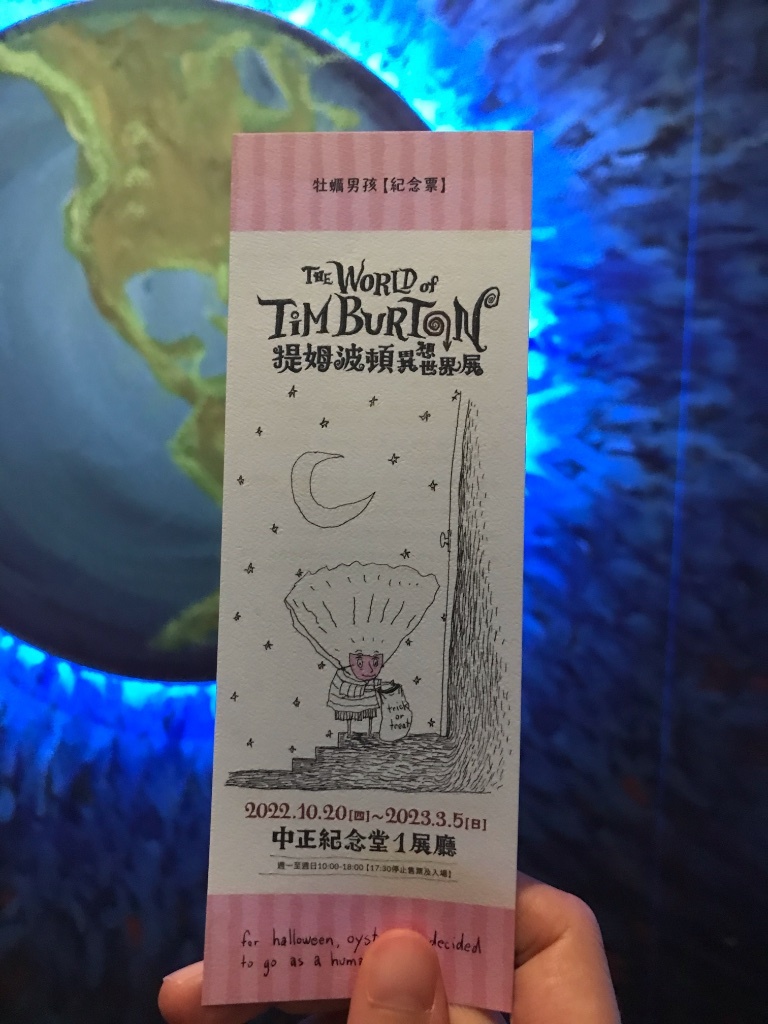 牡蠣男孩【紀念票】
THE WORLD of
TIM BURTON
提姆波頓異想世界展
trick
or
treat
2022.10.20[四]~2023.3.5[日]
中正紀念堂1展廳
週一至週日10:00-18:00【17:30停止售票及入場】
for halloween, decided
to go as a